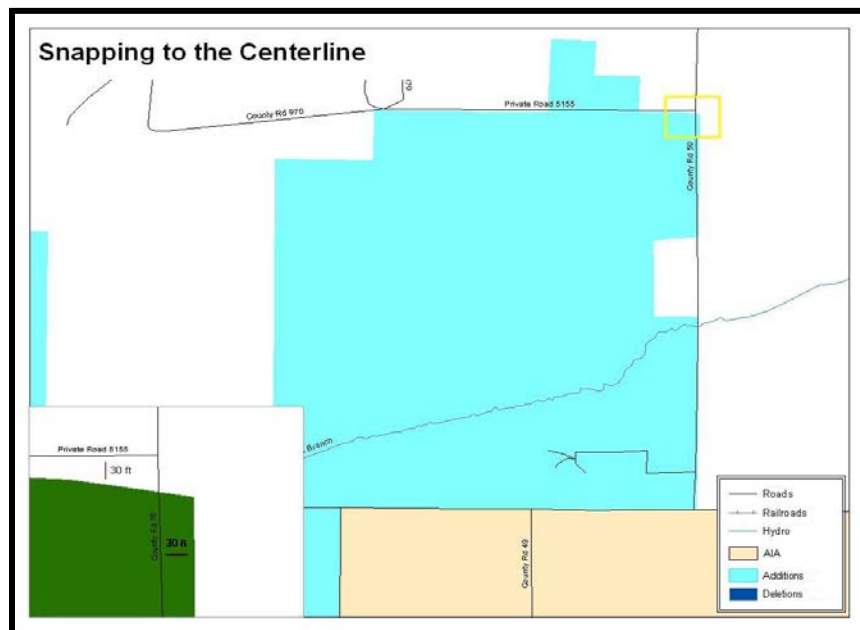 Snapping to the Centerline
County Rd 970
Private Road 5155
County Rd 50
Branch
Private Road 5155
30 ft
30 ft
County Rd 49
Roads
Railroads
Hydro
AIA
Additions
Deletions